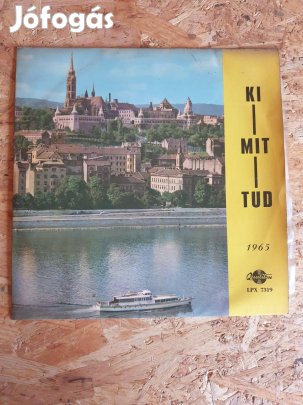 Jófogás
KI
MIT
TUD
1965
Qualiton
LPX 7319